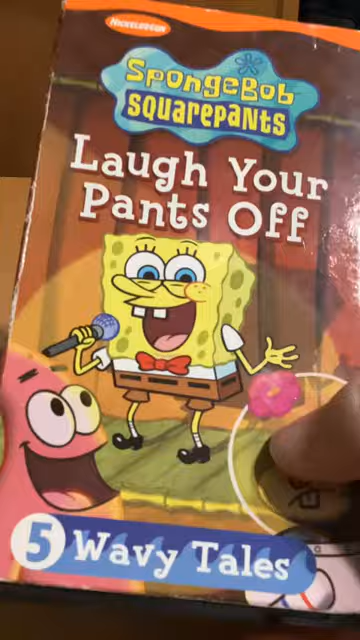 NICKELODEON
SpongeBob
SquarePants
Laugh Your
Pants Off
5 Wavy Tales